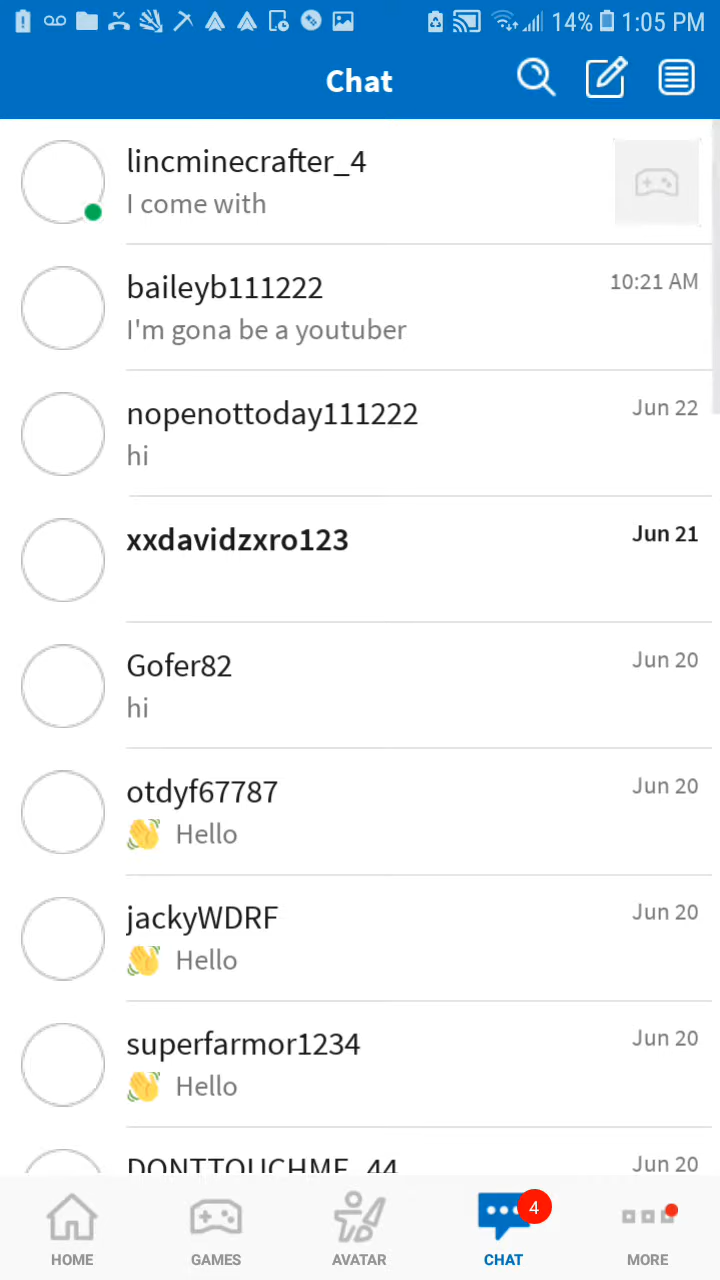 14% 1:05 PM
Chat
lincminecrafter_4
I come with
baileyb111222
10:21 AM
I'm gona be a youtuber
nopenottoday111222
Jun 22
hi
xxdavidzxro123
Jun 21
Gofer82
Jun 20
hi
otdyf67787
Jun 20
👋 Hello
jackyWDRF
Jun 20
👋 Hello
superfarmor1234
Jun 20
👋 Hello
DONTTOUCHME_44
Jun 20
4
HOME GAMES AVATAR CHAT MORE